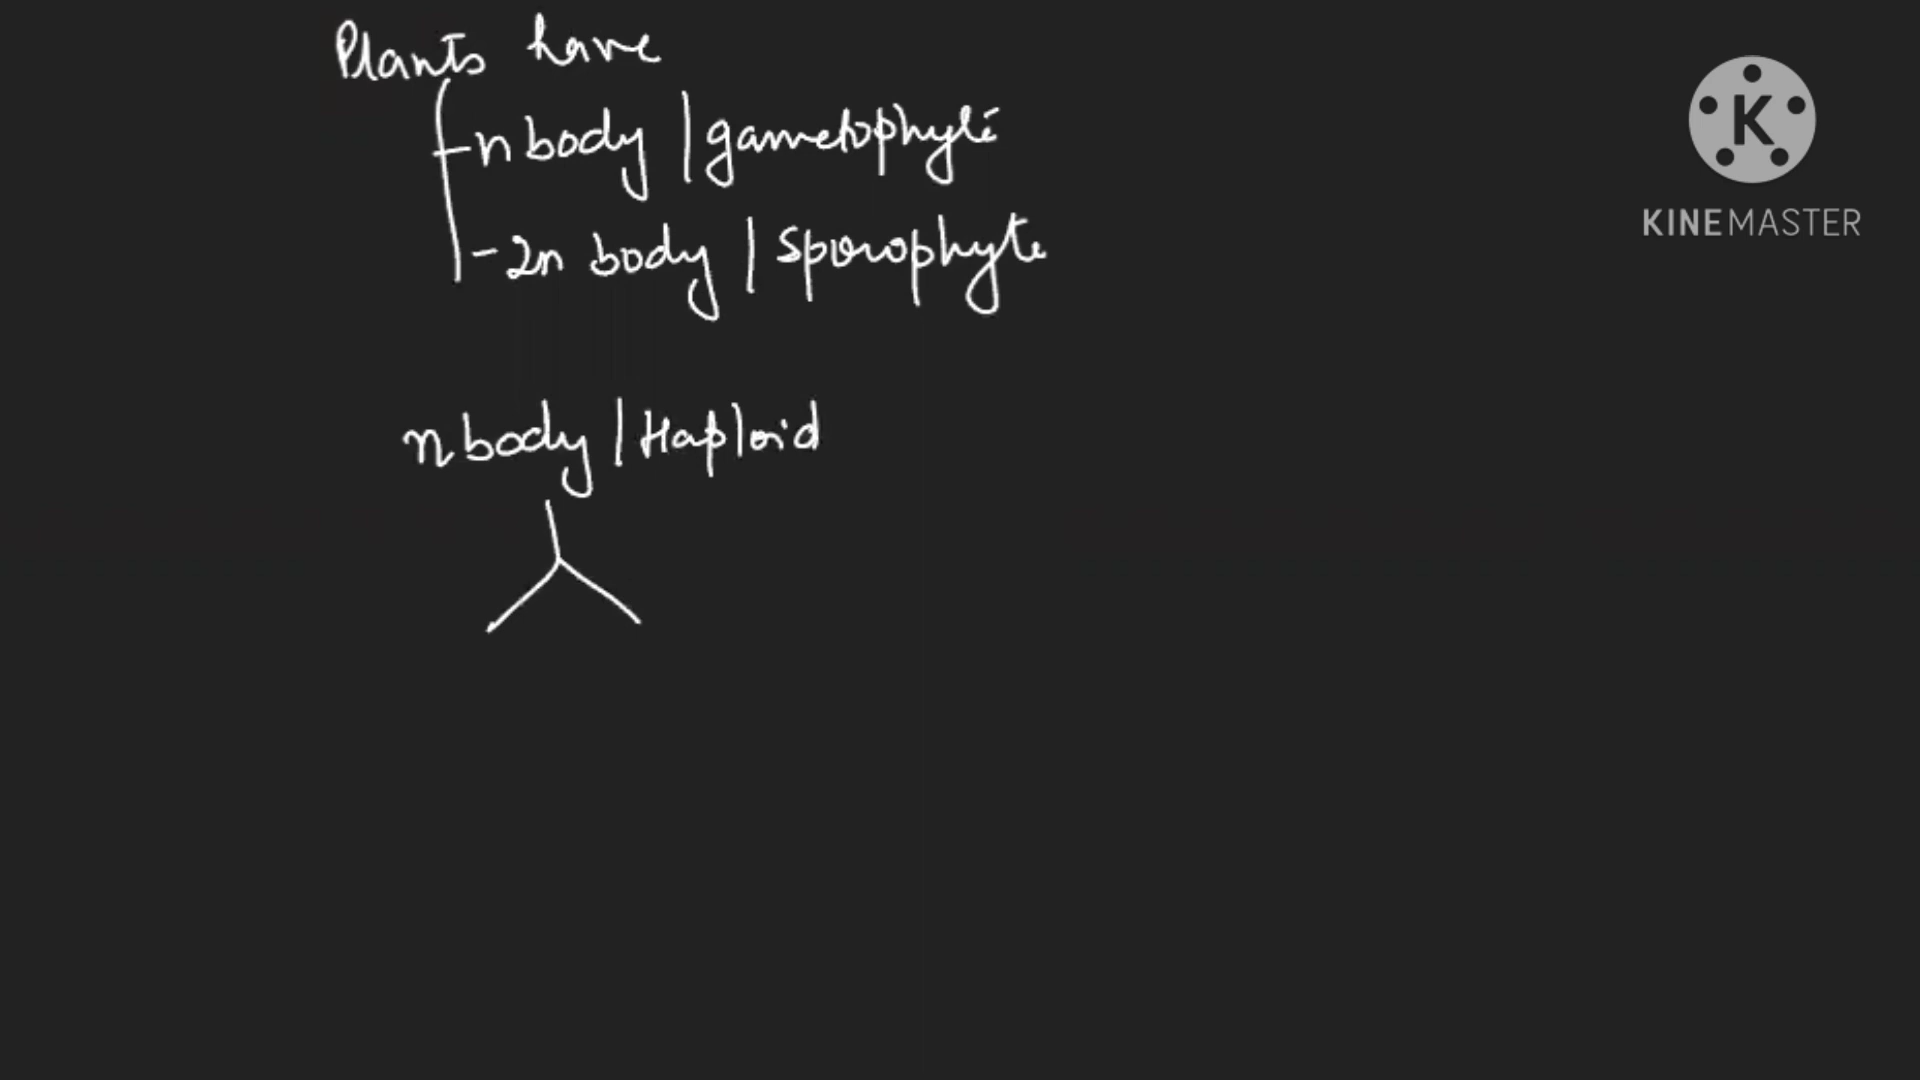 Plants have
n body | gametophyte
- 2n body | Sporophyte
n body | Haploid
K
KINEMASTER